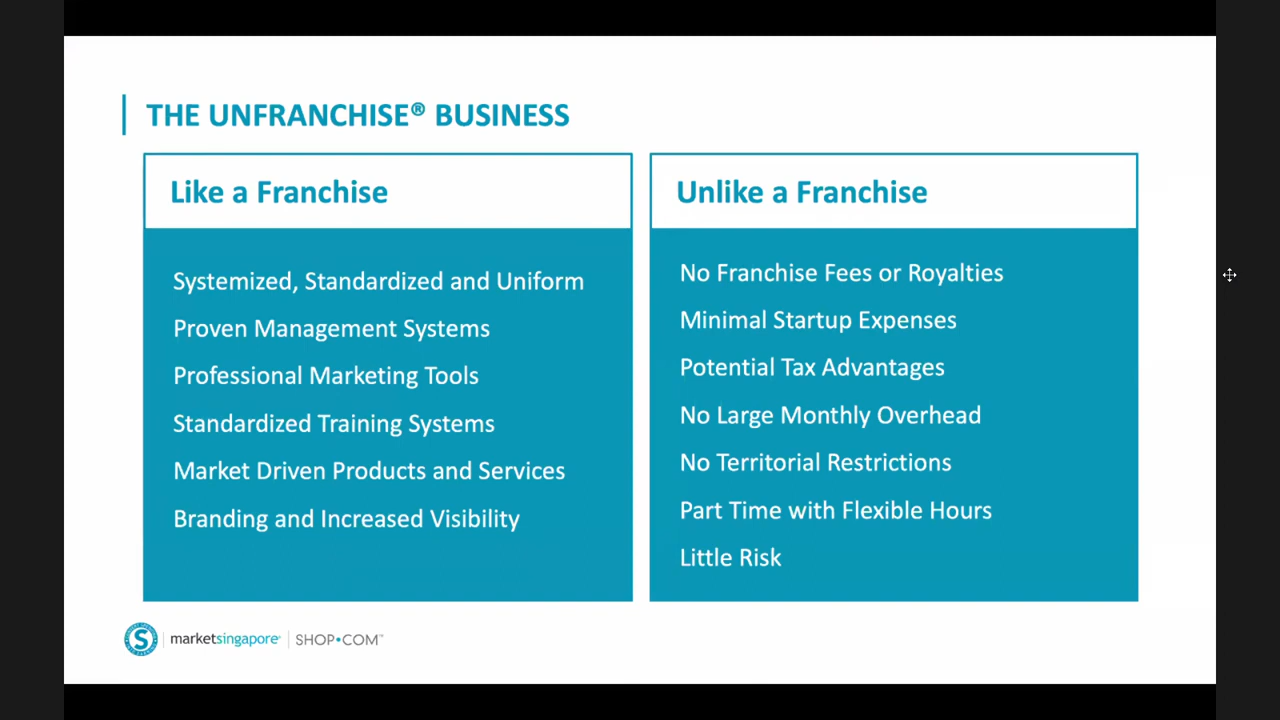 THE UNFRANCHISE® BUSINESS
Like a Franchise
Systemized, Standardized and Uniform
Proven Management Systems
Professional Marketing Tools
Standardized Training Systems
Market Driven Products and Services
Branding and Increased Visibility
Unlike a Franchise
No Franchise Fees or Royalties
Minimal Startup Expenses
Potential Tax Advantages
No Large Monthly Overhead
No Territorial Restrictions
Part Time with Flexible Hours
Little Risk
S
marketsingapore®
SHOP•COM™